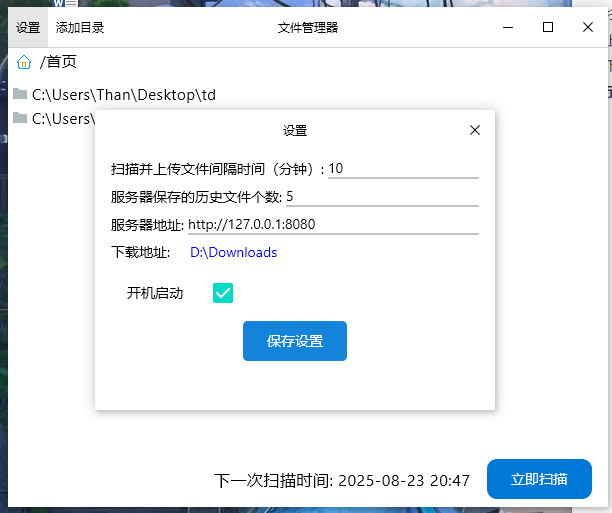 设置 添加目录 文件管理器
/首页
C:\Users\Than\Desktop\td
C:\Users\
设置
扫描并上传文件间隔时间（分钟）: 10
服务器保存的历史文件个数: 5
服务器地址: http://127.0.0.1:8080
下载地址: D:\Downloads
开机启动
保存设置
下一次扫描时间: 2025-08-23 20:47 立即扫描